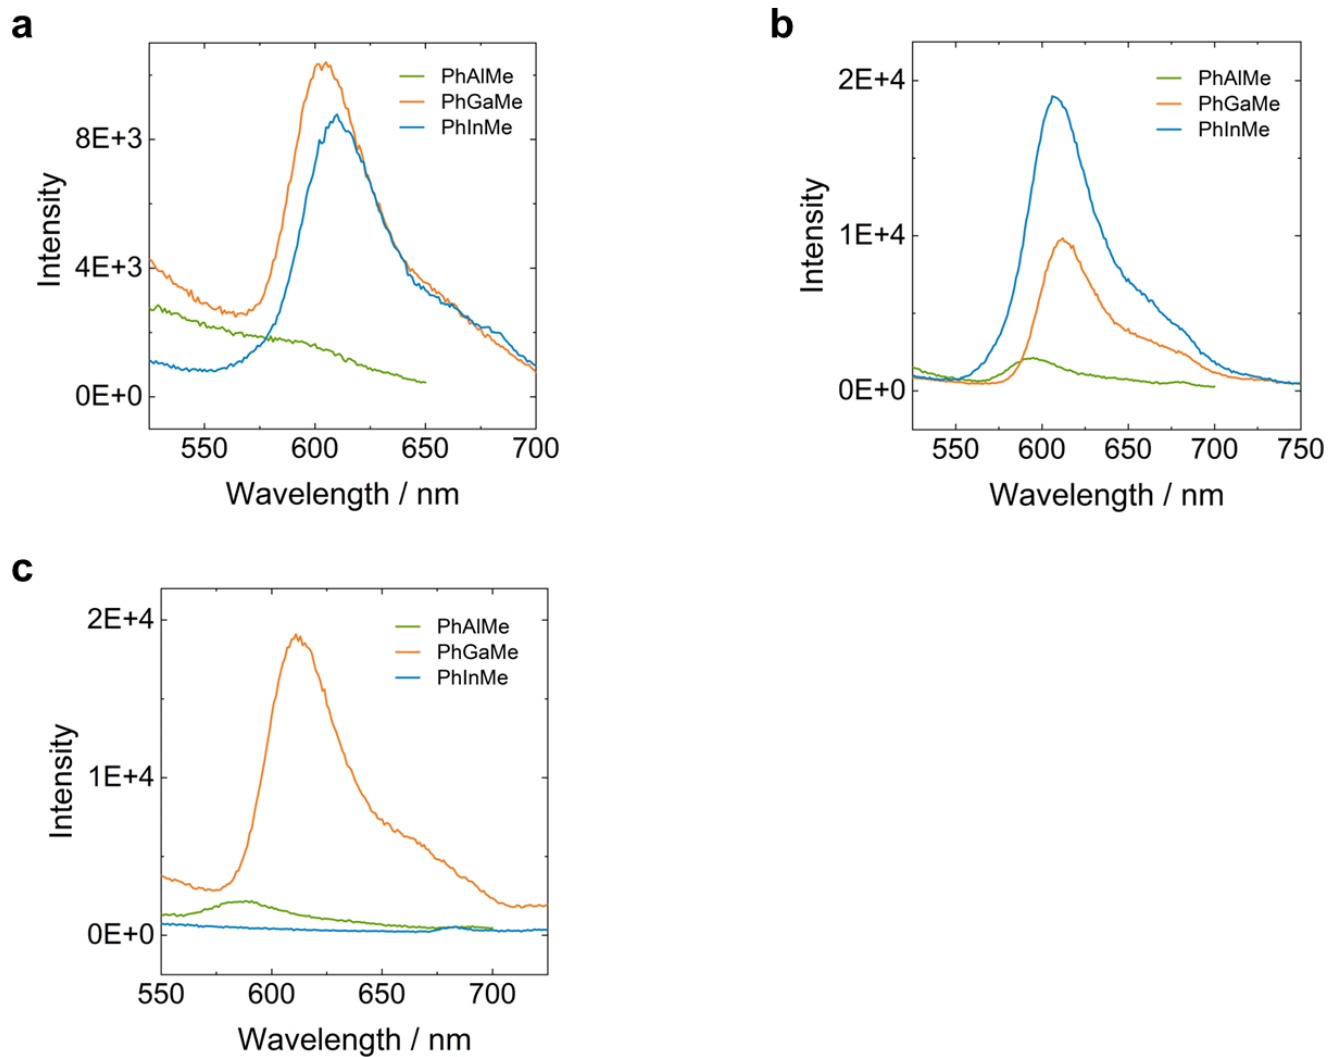 a
PhAlMe
PhGaMe
PhInMe
8E+3
4E+3
0E+0
Intensity
550 600 650 700
Wavelength / nm
b
PhAlMe
PhGaMe
PhInMe
2E+4
1E+4
0E+0
Intensity
550 600 650 700 750
Wavelength / nm
c
PhAlMe
PhGaMe
PhInMe
2E+4
1E+4
0E+0
Intensity
550 600 650 700
Wavelength / nm